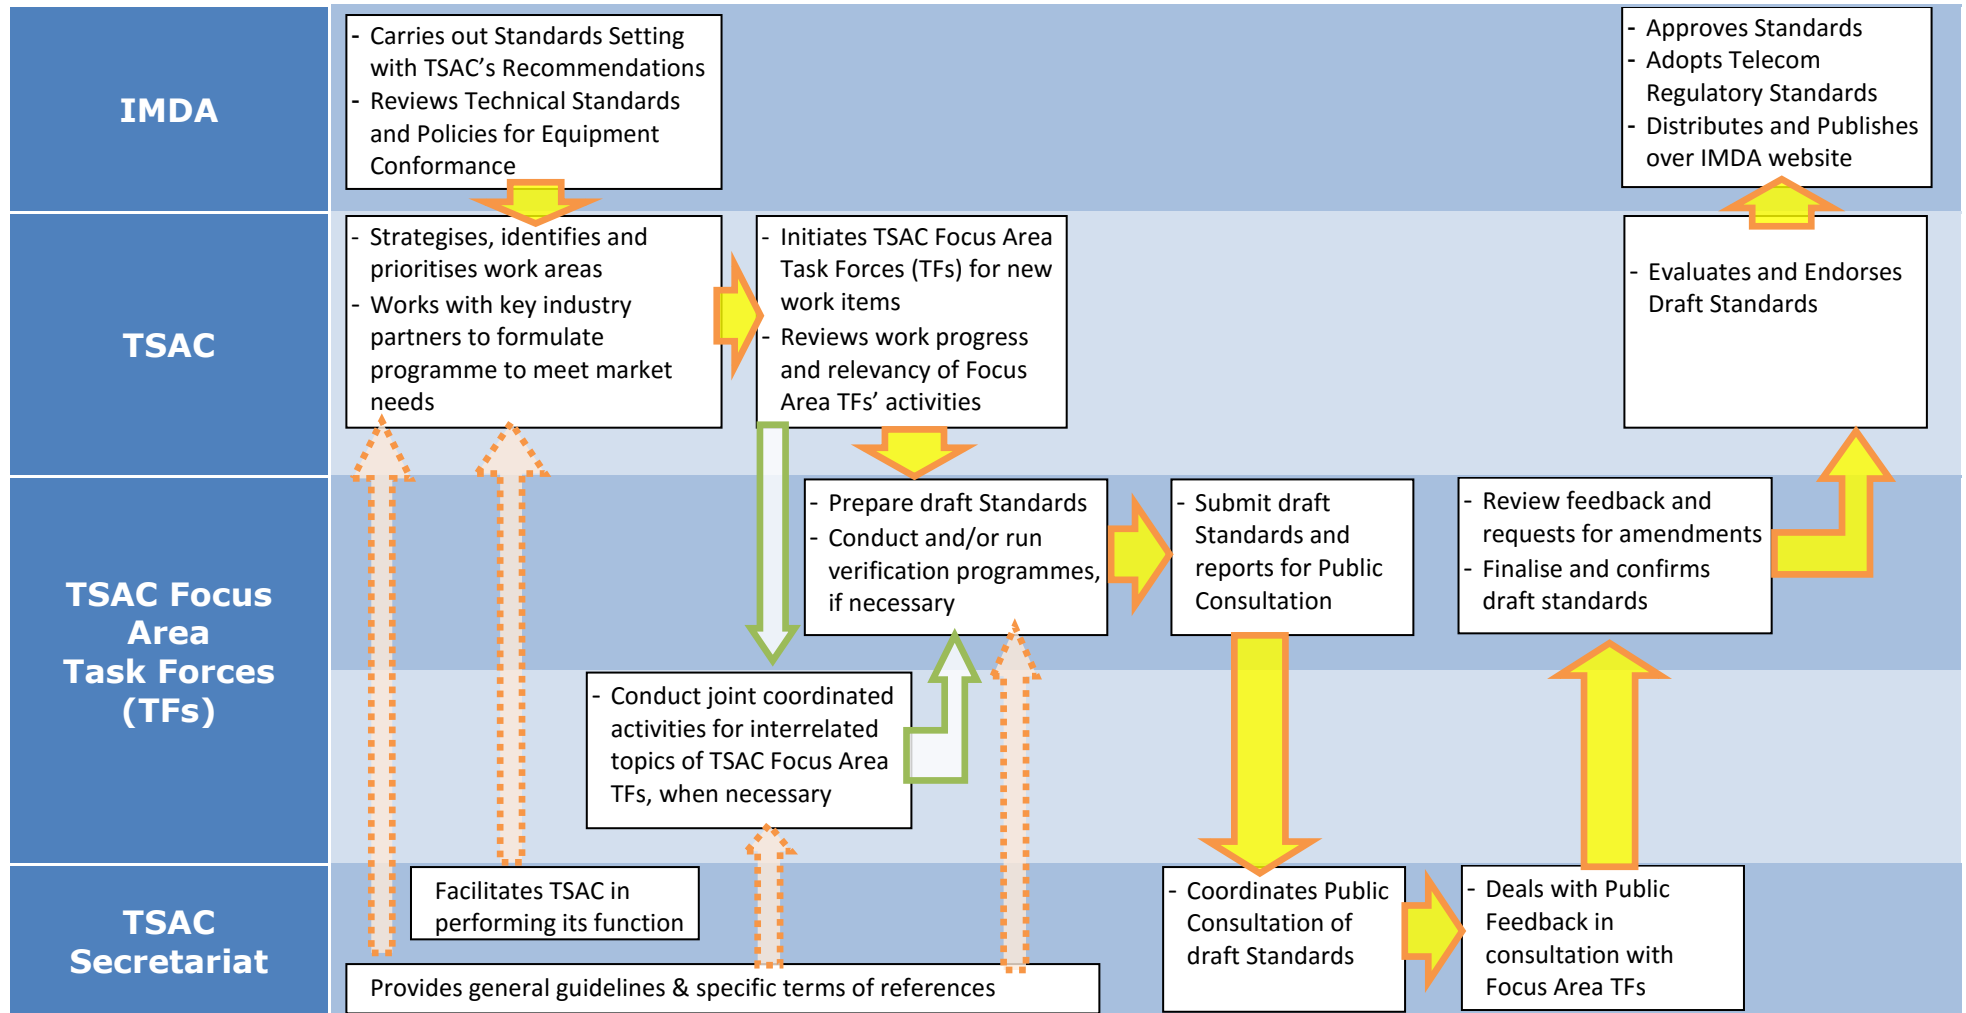 IMDA
- Carries out Standards Setting
with TSAC's Recommendations
- Reviews Technical Standards
and Policies for Equipment
Conformance
- Approves Standards
- Adopts Telecom
Regulatory Standards
- Distributes and Publishes
over IMDA website
TSAC
- Strategises, identifies and
prioritises work areas
- Works with key industry
partners to formulate
programme to meet market
needs
- Initiates TSAC Focus Area
Task Forces (TFs) for new
work items
- Reviews work progress
and relevancy of Focus
Area TFs' activities
- Evaluates and Endorses
Draft Standards
TSAC Focus
Area
Task Forces
(TFs)
- Prepare draft Standards
- Conduct and/or run
verification programmes,
if necessary
- Submit draft
Standards and
reports for Public
Consultation
- Review feedback and
requests for amendments
- Finalise and confirms
draft standards
- Conduct joint coordinated
activities for interrelated
topics of TSAC Focus Area
TFs, when necessary
TSAC
Secretariat
Facilitates TSAC in
performing its function
Provides general guidelines & specific terms of references
- Coordinates Public
Consultation of
draft Standards
- Deals with Public
Feedback in
consultation with
Focus Area TFs